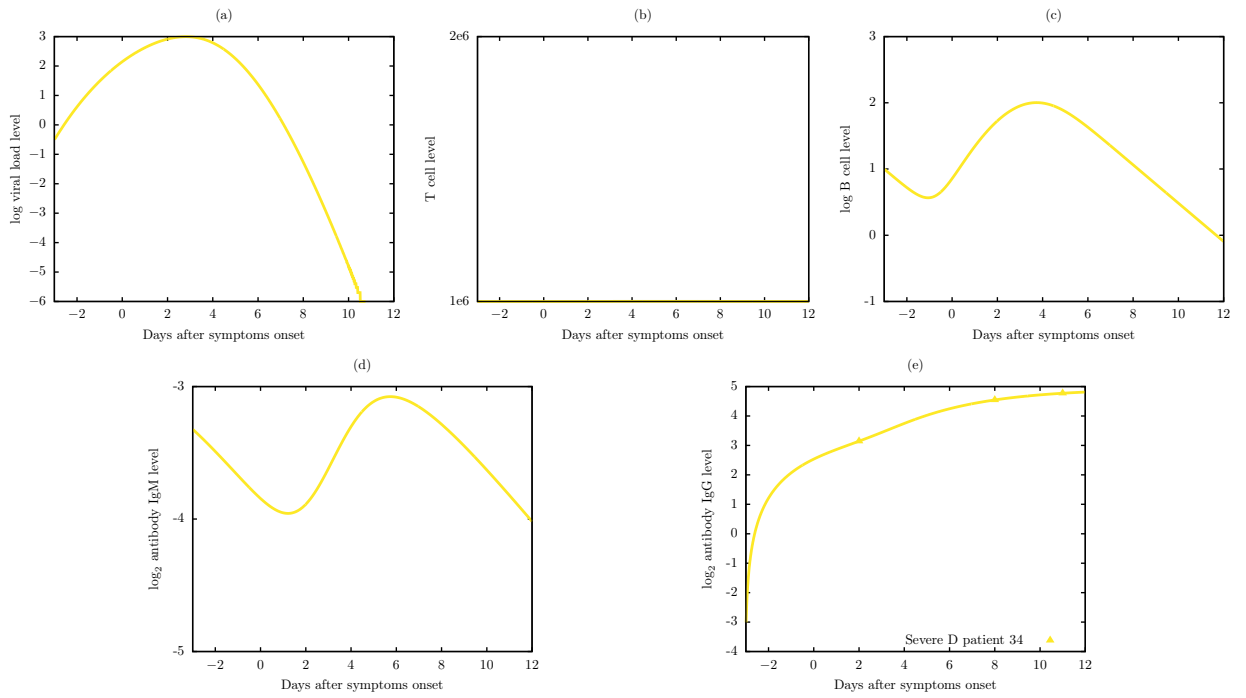 (a)
3
2
1
0
−1
−2
−3
−4
−5
−6
log viral load level
−2 0 2 4 6 8 10 12
Days after symptoms onset
(b)
2e6
1e6
T cell level
−2 0 2 4 6 8 10 12
Days after symptoms onset
(c)
3
2
1
0
-1
log B cell level
−2 0 2 4 6 8 10 12
Days after symptoms onset
(d)
-3
-4
-5
log₂ antibody IgM level
−2 0 2 4 6 8 10 12
Days after symptoms onset
(e)
5
4
3
2
1
0
-1
-2
-3
-4
log₂ antibody IgG level
Severe D patient 34
−2 0 2 4 6 8 10 12
Days after symptoms onset